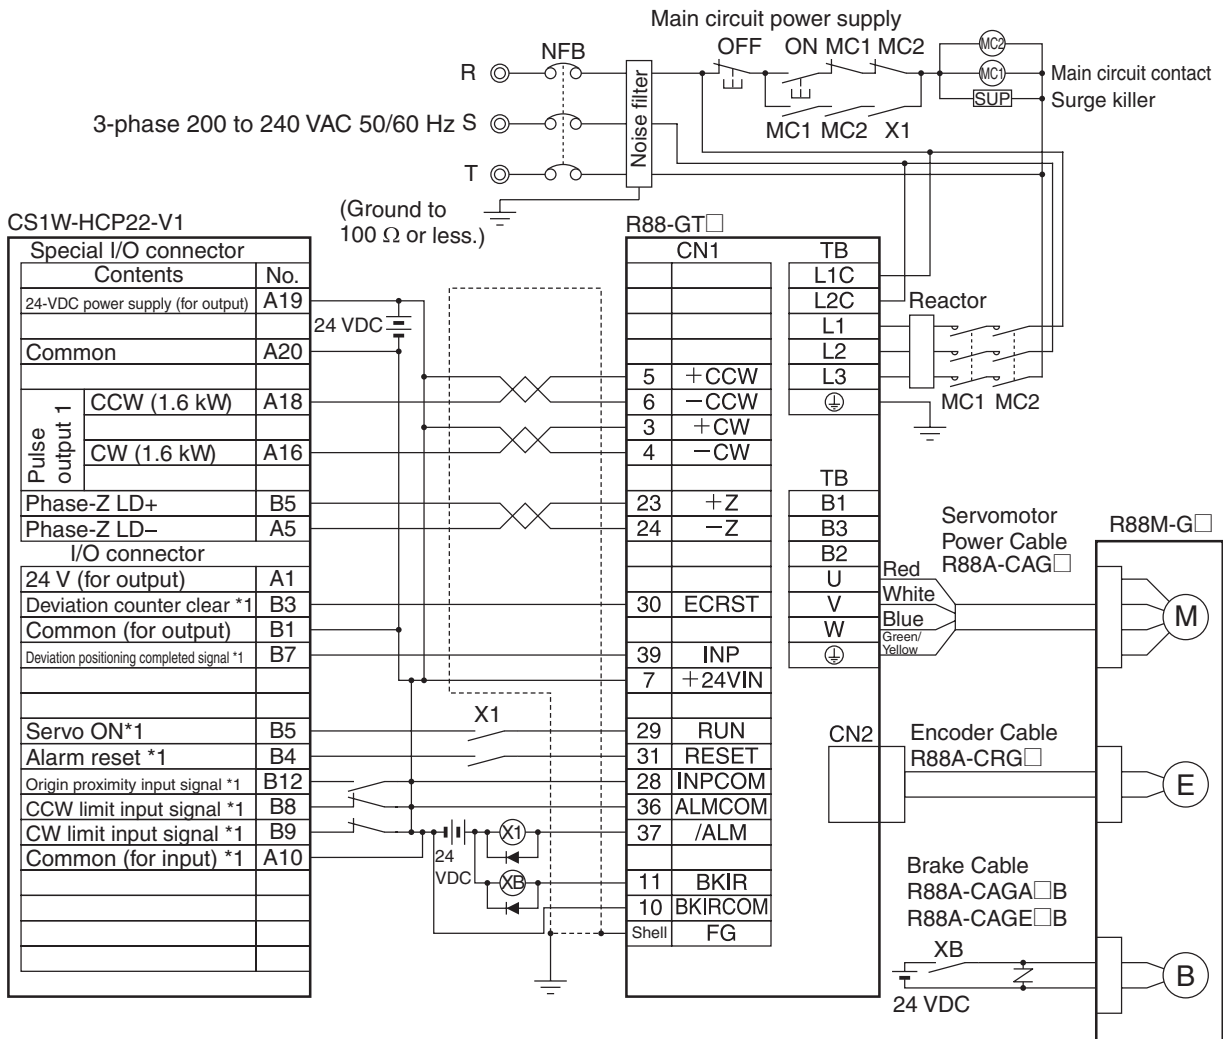 Main circuit power supply
OFF ON MC1 MC2
NFB
MC2
R
MC1
Main circuit contact
SUP
Surge killer
Noise filter
3-phase 200 to 240 VAC 50/60 Hz S
MC1 MC2 X1
T
(Ground to
100 Ω or less.)
CS1W-HCP22-V1
Special I/O connector
Contents No.
24-VDC power supply (for output) A19
Common A20
Pulse output 1
CCW (1.6 kW) A18
CW (1.6 kW) A16
Phase-Z LD+ B5
Phase-Z LD− A5
I/O connector
24 V (for output) A1
Deviation counter clear *1 B3
Common (for output) B1
Deviation positioning completed signal *1 B7
Servo ON*1 B5
Alarm reset *1 B4
Origin proximity input signal *1 B12
CCW limit input signal *1 B8
CW limit input signal *1 B9
Common (for input) *1 A10
24 VDC
X1
X1
24
VDC
XB
R88-GT□
CN1
5 +CCW
6 −CCW
3 +CW
4 −CW
23 +Z
24 −Z
30 ECRST
39 INP
7 +24VIN
29 RUN
31 RESET
28 INPCOM
36 ALMCOM
37 /ALM
11 BKIR
10 BKIRCOM
Shell FG
TB
L1C
L2C
L1
L2
L3
Reactor
MC1 MC2
TB
B1
B3
B2
U
V
W
Red
White
Blue
Green/
Yellow
Servomotor
Power Cable
R88A-CAG□
R88M-G□
M
CN2
Encoder Cable
R88A-CRG□
E
Brake Cable
R88A-CAGA□B
R88A-CAGE□B
XB
24 VDC
B